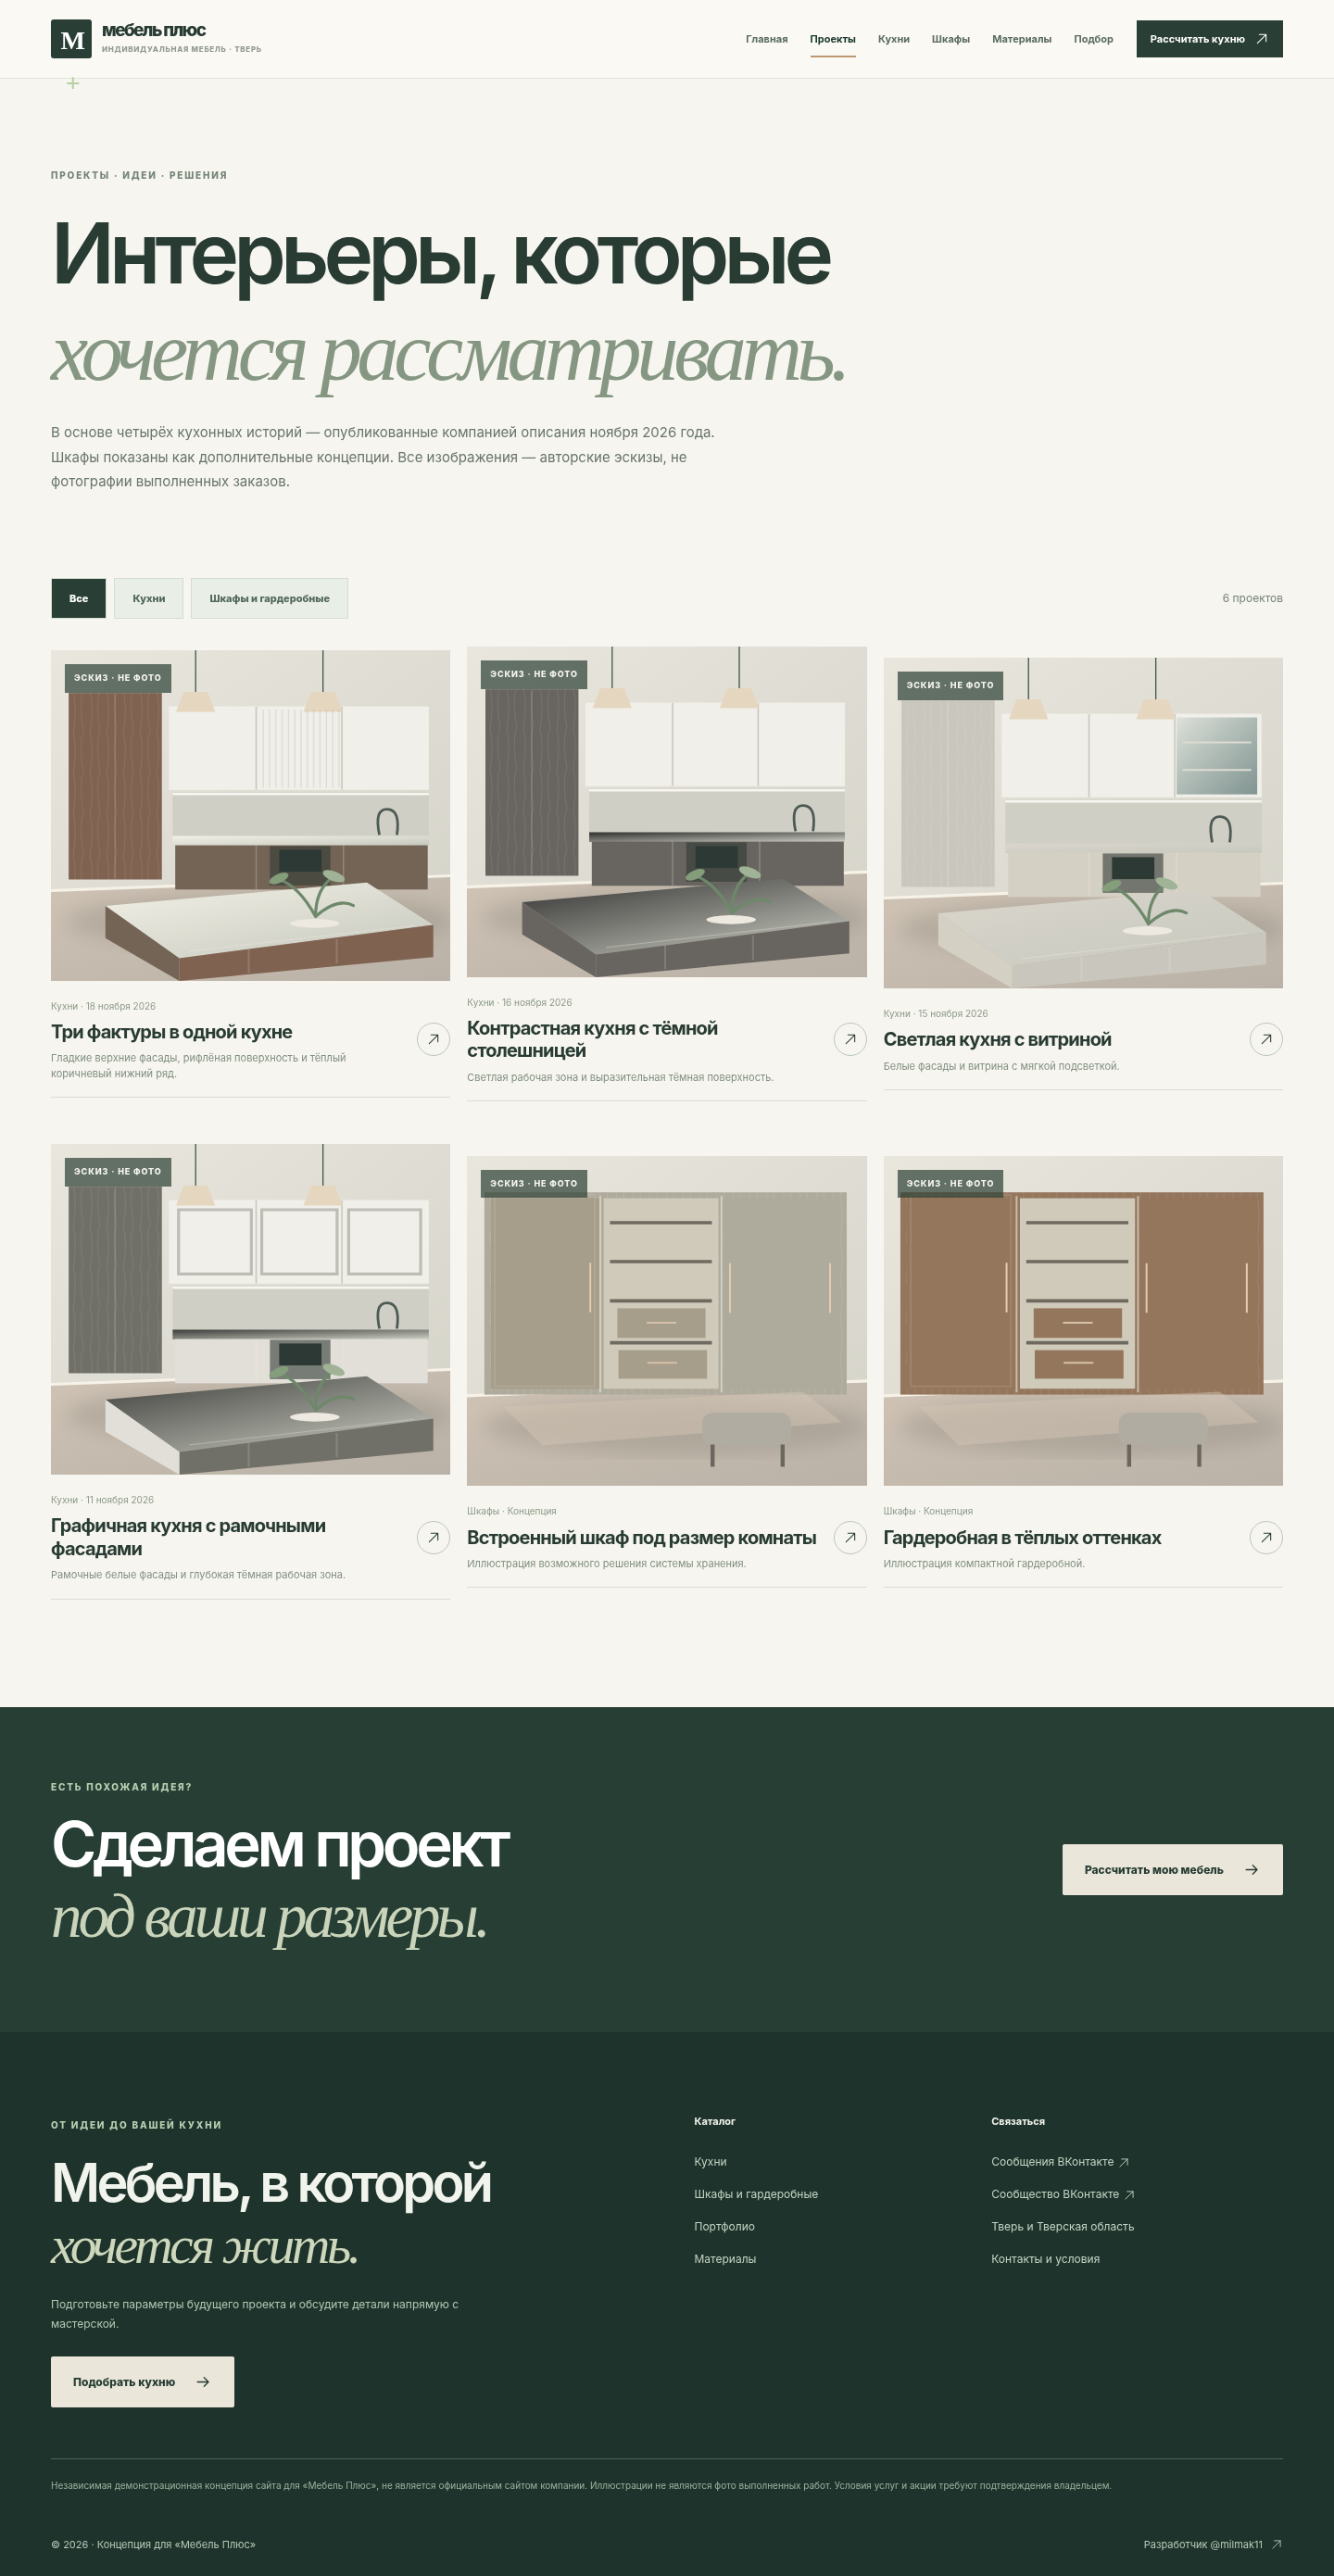 М
мебель плюс
ИНДИВИДУАЛЬНАЯ МЕБЕЛЬ · ТВЕРЬ
Главная
Проекты
Кухни
Шкафы
Материалы
Подбор
Рассчитать кухню
ПРОЕКТЫ · ИДЕИ · РЕШЕНИЯ
Интерьеры, которые
хочется рассматривать.
В основе четырёх кухонных историй — опубликованные компанией описания ноября 2026 года.
Шкафы показаны как дополнительные концепции. Все изображения — авторские эскизы, не
фотографии выполненных заказов.
Все
Кухни
Шкафы и гардеробные
6 проектов
ЭСКИЗ · НЕ ФОТО
Кухни · 18 ноября 2026
Три фактуры в одной кухне
Гладкие верхние фасады, рифлёная поверхность и тёплый
коричневый нижний ряд.
ЭСКИЗ · НЕ ФОТО
Кухни · 16 ноября 2026
Контрастная кухня с тёмной
столешницей
Светлая рабочая зона и выразительная тёмная поверхность.
ЭСКИЗ · НЕ ФОТО
Кухни · 15 ноября 2026
Светлая кухня с витриной
Белые фасады и витрина с мягкой подсветкой.
ЭСКИЗ · НЕ ФОТО
Кухни · 11 ноября 2026
Графичная кухня с рамочными
фасадами
Рамочные белые фасады и глубокая тёмная рабочая зона.
ЭСКИЗ · НЕ ФОТО
Шкафы · Концепция
Встроенный шкаф под размер комнаты
Иллюстрация возможного решения системы хранения.
ЭСКИЗ · НЕ ФОТО
Шкафы · Концепция
Гардеробная в тёплых оттенках
Иллюстрация компактной гардеробной.
ЕСТЬ ПОХОЖАЯ ИДЕЯ?
Сделаем проект
под ваши размеры.
Рассчитать мою мебель
ОТ ИДЕИ ДО ВАШЕЙ КУХНИ
Мебель, в которой
хочется жить.
Подготовьте параметры будущего проекта и обсудите детали напрямую с
мастерской.
Подобрать кухню
Каталог
Кухни
Шкафы и гардеробные
Портфолио
Материалы
Связаться
Сообщения ВКонтакте
Сообщество ВКонтакте
Тверь и Тверская область
Контакты и условия
Независимая демонстрационная концепция сайта для «Мебель Плюс», не является официальным сайтом компании. Иллюстрации не являются фото выполненных работ. Условия услуг и акции требуют подтверждения владельцем.
© 2026 · Концепция для «Мебель Плюс»
Разработчик @milmak11